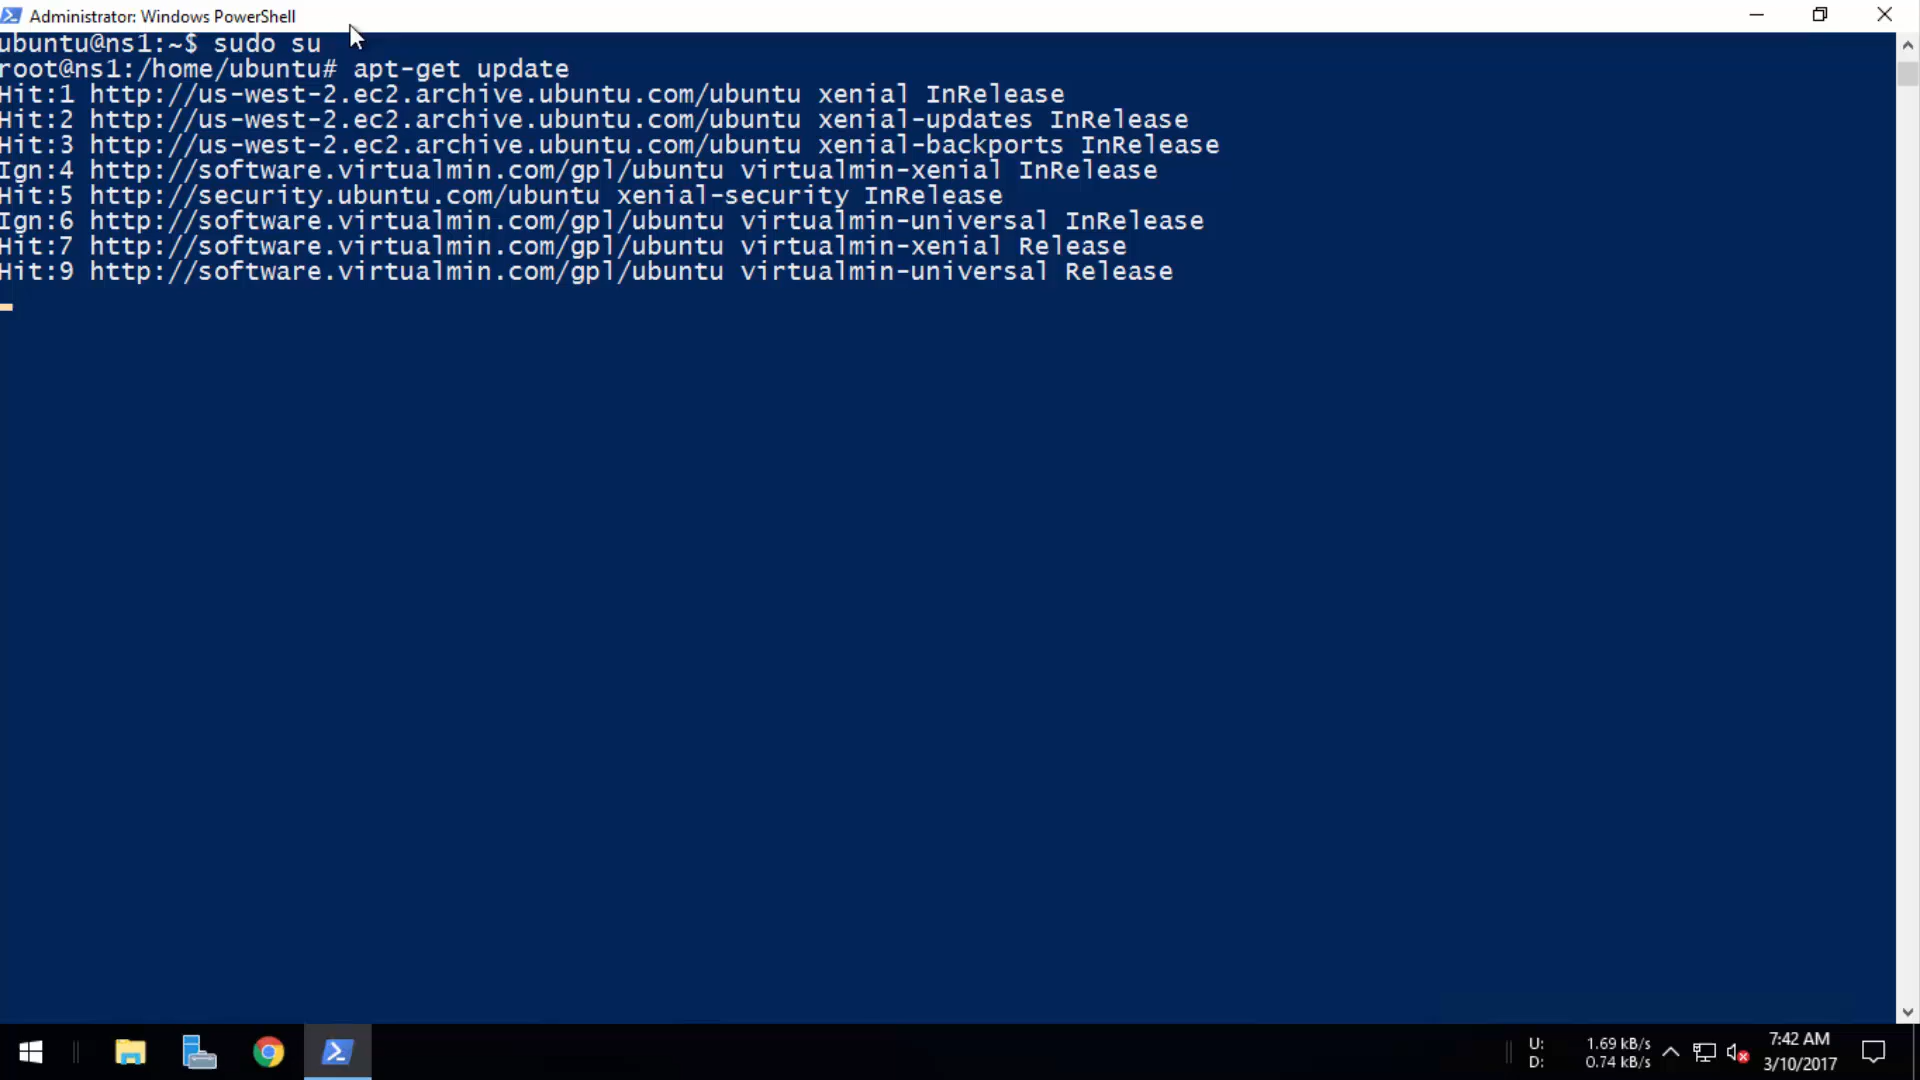 Administrator: Windows PowerShell
ubuntu@ns1:~$ sudo su
root@ns1:/home/ubuntu# apt-get update
Hit:1 http://us-west-2.ec2.archive.ubuntu.com/ubuntu xenial InRelease
Hit:2 http://us-west-2.ec2.archive.ubuntu.com/ubuntu xenial-updates InRelease
Hit:3 http://us-west-2.ec2.archive.ubuntu.com/ubuntu xenial-backports InRelease
Ign:4 http://software.virtualmin.com/gpl/ubuntu virtualmin-xenial InRelease
Hit:5 http://security.ubuntu.com/ubuntu xenial-security InRelease
Ign:6 http://software.virtualmin.com/gpl/ubuntu virtualmin-universal InRelease
Hit:7 http://software.virtualmin.com/gpl/ubuntu virtualmin-xenial Release
Hit:9 http://software.virtualmin.com/gpl/ubuntu virtualmin-universal Release
U: 1.69 kB/s
D: 0.74 kB/s
7:42 AM
3/10/2017